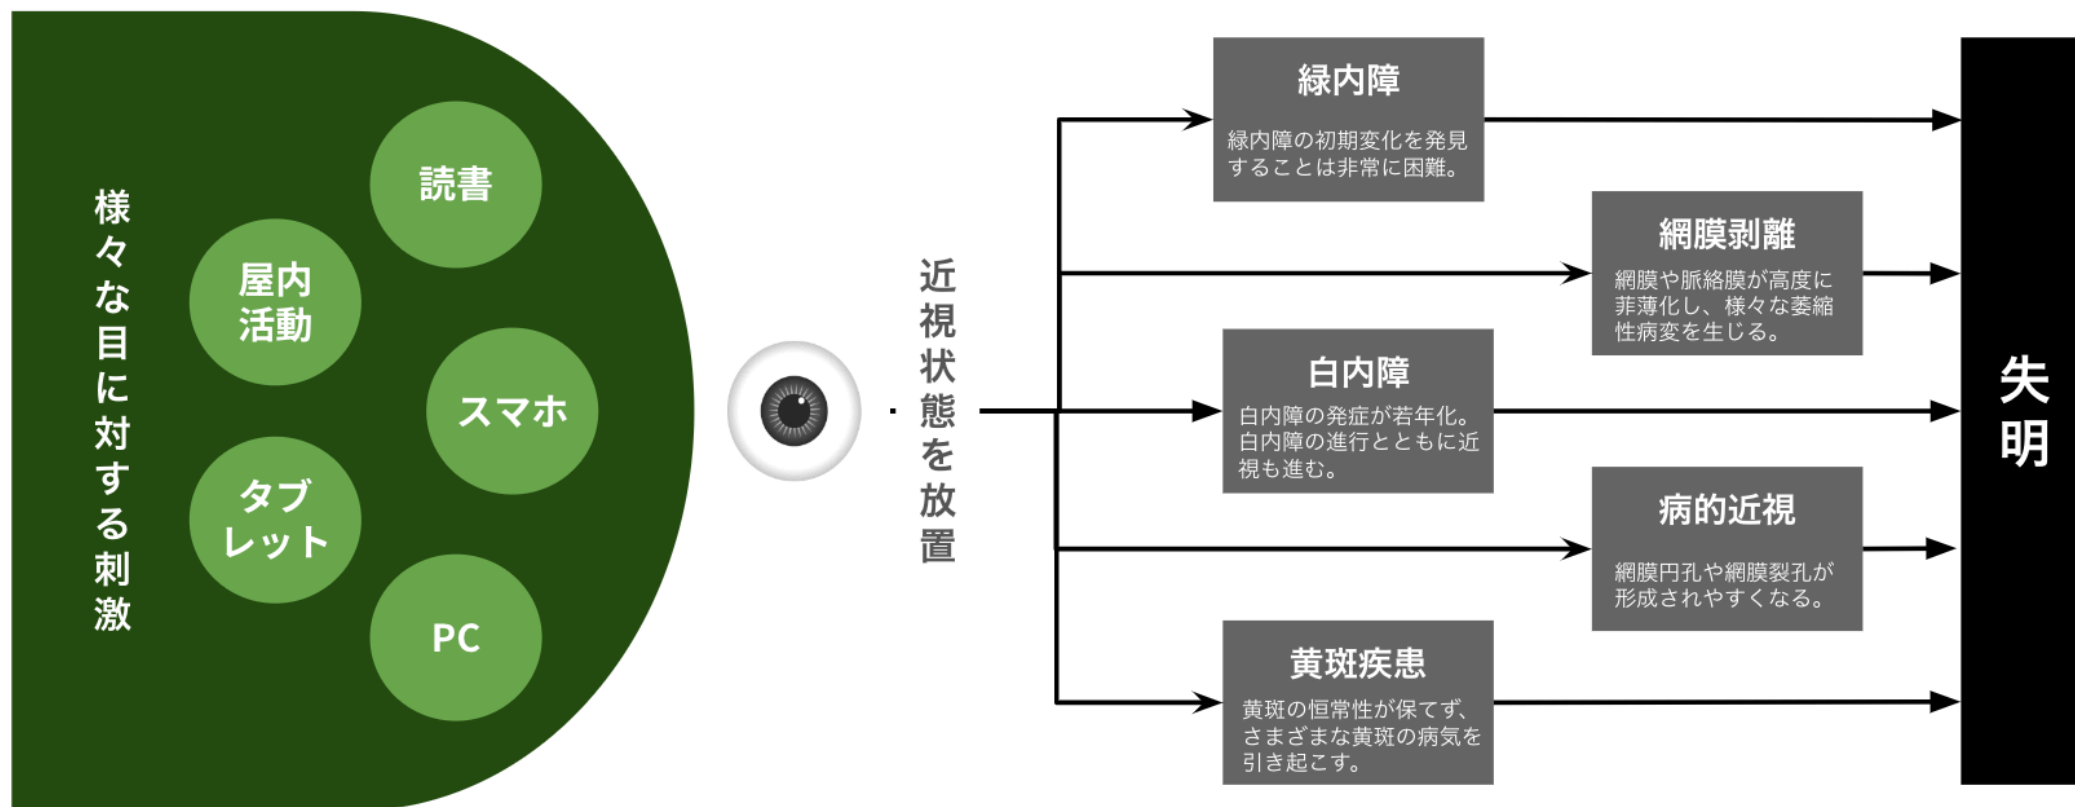 様々な目に対する刺激
読書
屋内
活動
スマホ
タブ
レット
PC
近視状態を放置
緑内障
緑内障の初期変化を発見
することは非常に困難。
網膜剥離
網膜や脈絡膜が高度に
菲薄化し、様々な萎縮
性病変を生じる。
白内障
白内障の発症が若年化。
白内障の進行とともに近
視も進む。
病的近視
網膜円孔や網膜裂孔が
形成されやすくなる。
黄斑疾患
黄斑の恒常性が保てず、
さまざまな黄斑の病気を
引き起こす。
失明